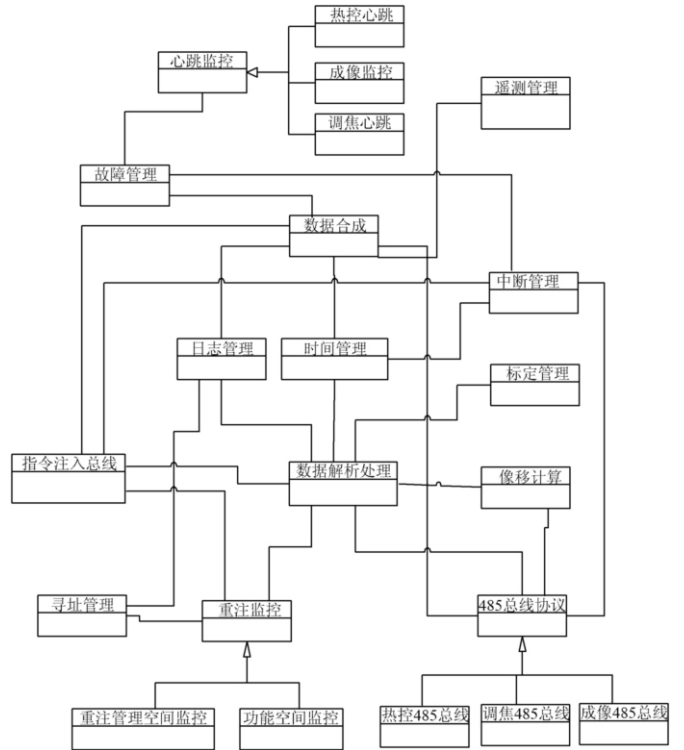 热控心跳
心跳监控
成像监控
遥测管理
调焦心跳
故障管理
数据合成
中断管理
日志管理
时间管理
标定管理
指令注入总线
数据解析处理
像移计算
寻址管理
重注监控
485总线协议
重注管理空间监控
功能空间监控
热控485总线
调焦485总线
成像485总线